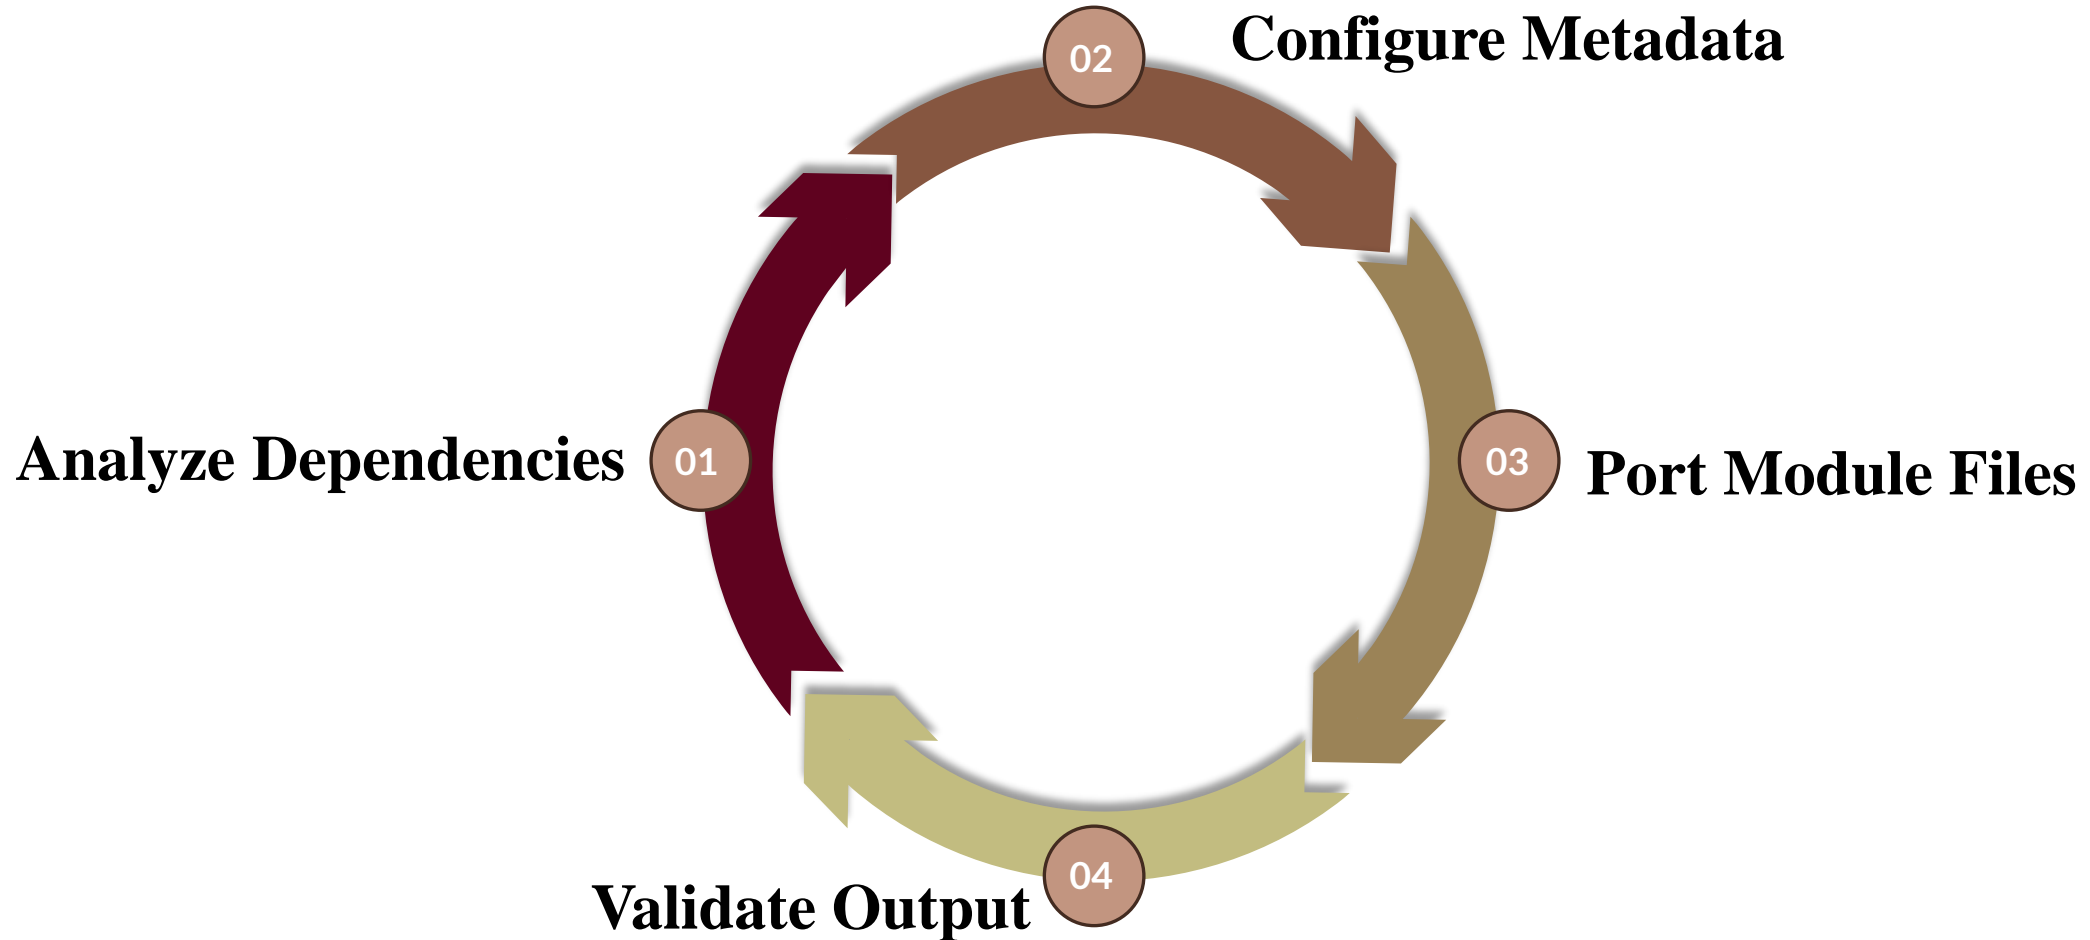 02
Configure Metadata
Analyze Dependencies
01
03
Port Module Files
04
Validate Output